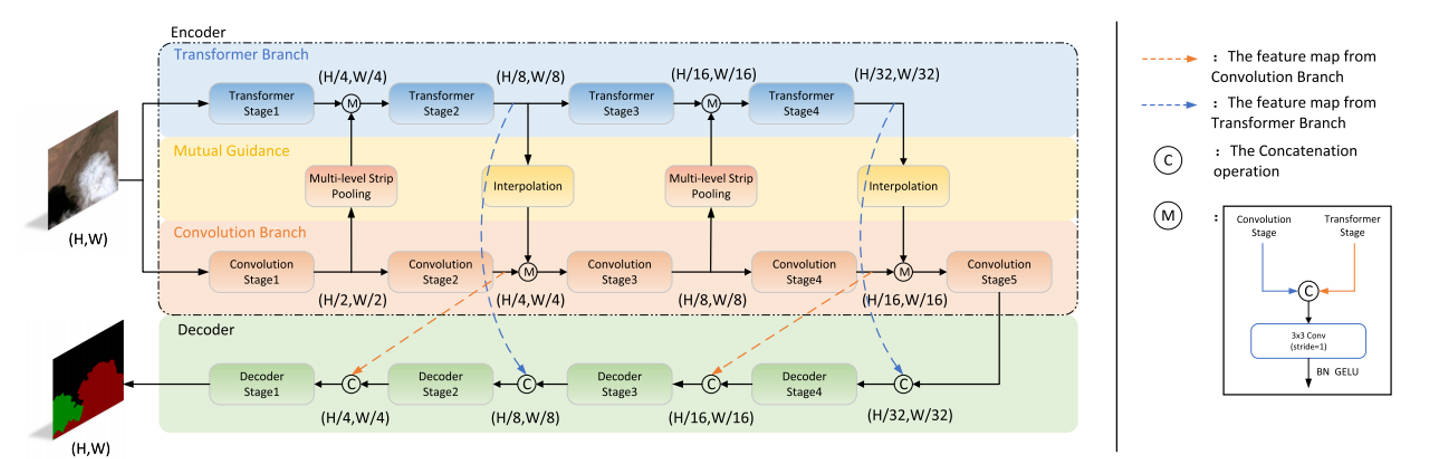 Encoder
Transformer Branch
(H/4,W/4)
(H/8,W/8)
(H/16,W/16)
(H/32,W/32)
Transformer
Stage1
M
Transformer
Stage2
Transformer
Stage3
M
Transformer
Stage4
Mutual Guidance
Multi-level Strip
Pooling
Interpolation
Multi-level Strip
Pooling
Interpolation
(H,W)
Convolution Branch
Convolution
Stage1
Convolution
Stage2
M
Convolution
Stage3
Convolution
Stage4
M
Convolution
Stage5
(H/2,W/2)
(H/4,W/4)
(H/8,W/8)
(H/16,W/16)
Decoder
Decoder
Stage1
C
Decoder
Stage2
C
Decoder
Stage3
C
Decoder
Stage4
C
(H/4,W/4)
(H/8,W/8)
(H/16,W/16)
(H/32,W/32)
(H,W)
: The feature map from
Convolution Branch
: The feature map from
Transformer Branch
C : The Concatenation
operation
M :
Convolution
Stage
Transformer
Stage
C
3x3 Conv
(stride=1)
BN GELU